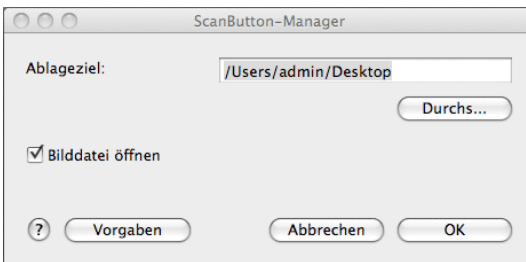 ScanButton-Manager
Ablageziel: /Users/admin/Desktop
Durchs...
Bilddatei öffnen
? Vorgaben Abbrechen OK